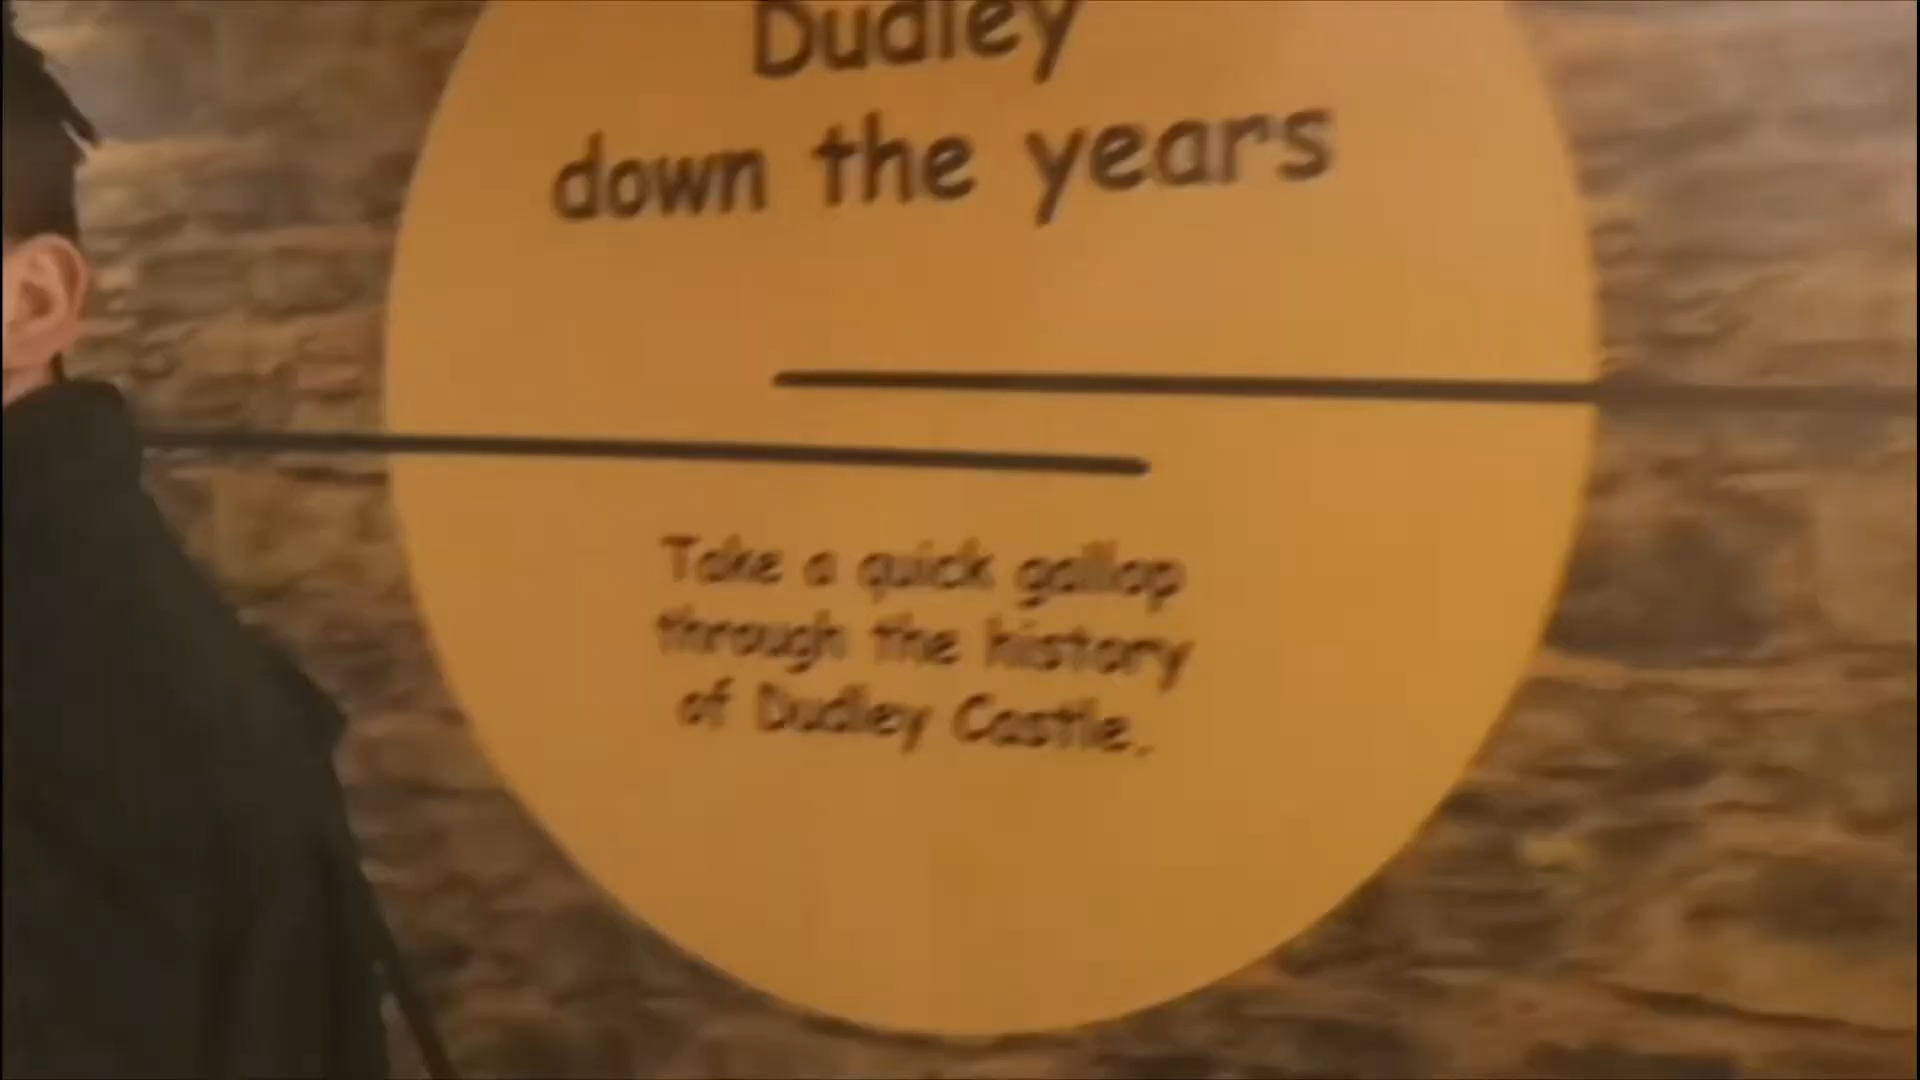 Dudley
down the years
Take a quick gallop
through the history
of Dudley Castle.